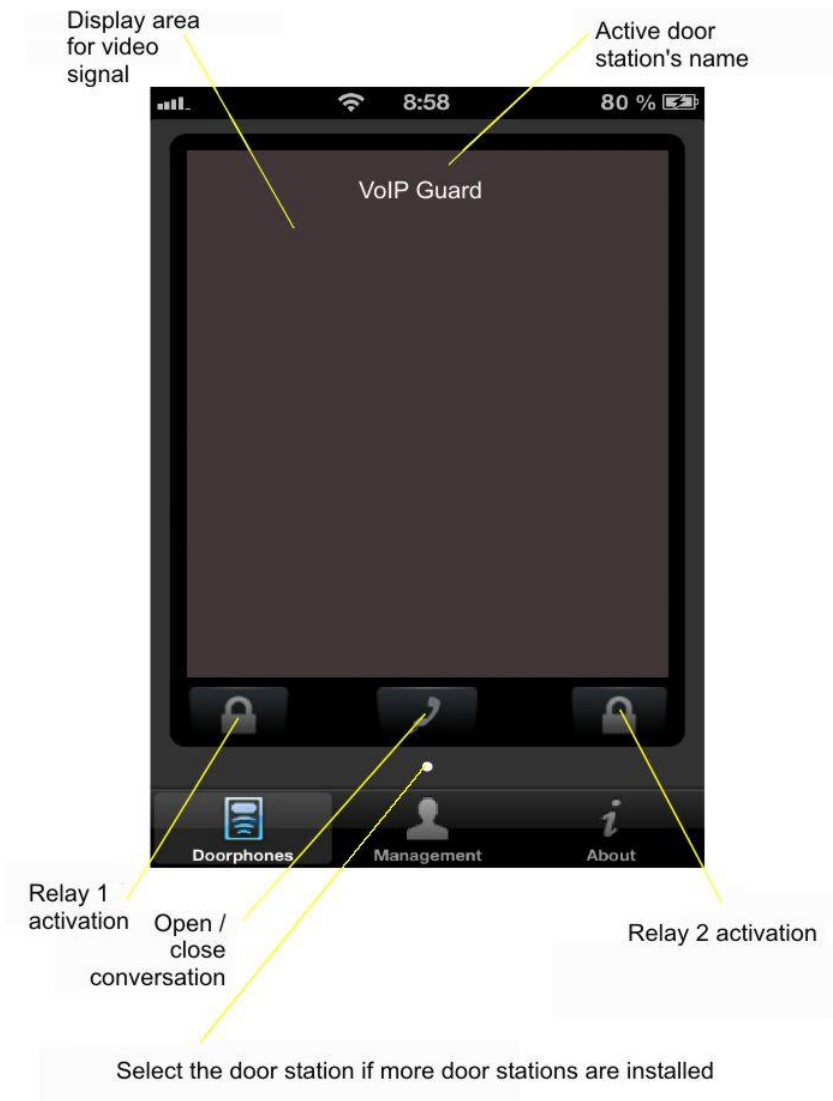 Display area
for video
signal
Active door
station's name
8:58
80 %
VoIP Guard
Doorphones
Management
About
Relay 1
activation
Open /
close
conversation
Relay 2 activation
Select the door station if more door stations are installed